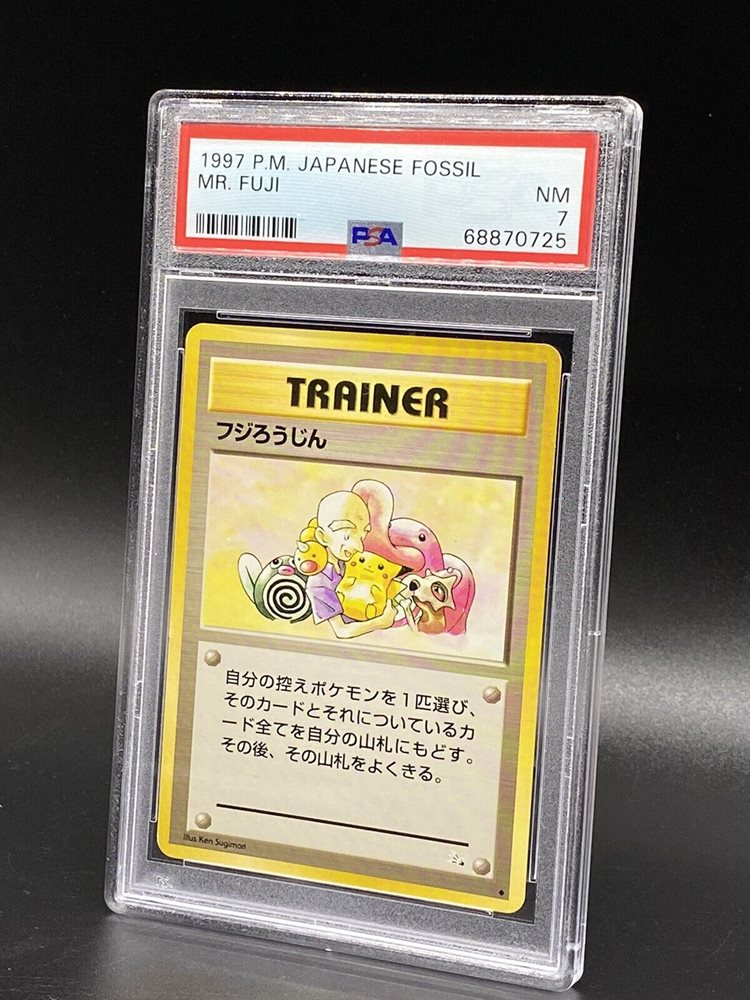 1997 P.M. JAPANESE FOSSIL
MR. FUJI
NM
7
PSA
68870725
TRAINER
フジろうじん
自分の控えポケモンを1匹選び、
そのカードとそれについているカ
ード全てを自分の山札にもどす。
その後、その山札をよくきる。
Illus. Ken Sugimori